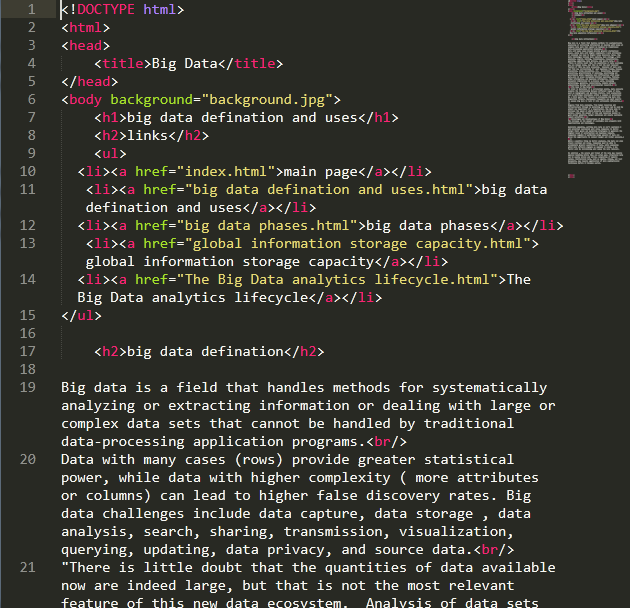 1 <!DOCTYPE html>
2 <html>
3 <head>
4 <title>Big Data</title>
5 </head>
6 <body background="background.jpg">
7 <h1>big data defination and uses</h1>
8 <h2>links</h2>
9 <ul>
10 <li><a href="index.html">main page</a></li>
11 <li><a href="big data defination and uses.html">big data
defination and uses</a></li>
12 <li><a href="big data phases.html">big data phases</a></li>
13 <li><a href="global information storage capacity.html">
global information storage capacity</a></li>
14 <li><a href="The Big Data analytics lifecycle.html">The
Big Data analytics lifecycle</a></li>
15 </ul>
16
17 <h2>big data defination</h2>
18
19 Big data is a field that handles methods for systematically
analyzing or extracting information or dealing with large or
complex data sets that cannot be handled by traditional
data-processing application programs.<br/>
20 Data with many cases (rows) provide greater statistical
power, while data with higher complexity ( more attributes
or columns) can lead to higher false discovery rates. Big
data challenges include data capture, data storage , data
analysis, search, sharing, transmission, visualization,
querying, updating, data privacy, and source data.<br/>
21 "There is little doubt that the quantities of data available
now are indeed large, but that is not the most relevant
feature of this new data ecosystem.  Analysis of data sets